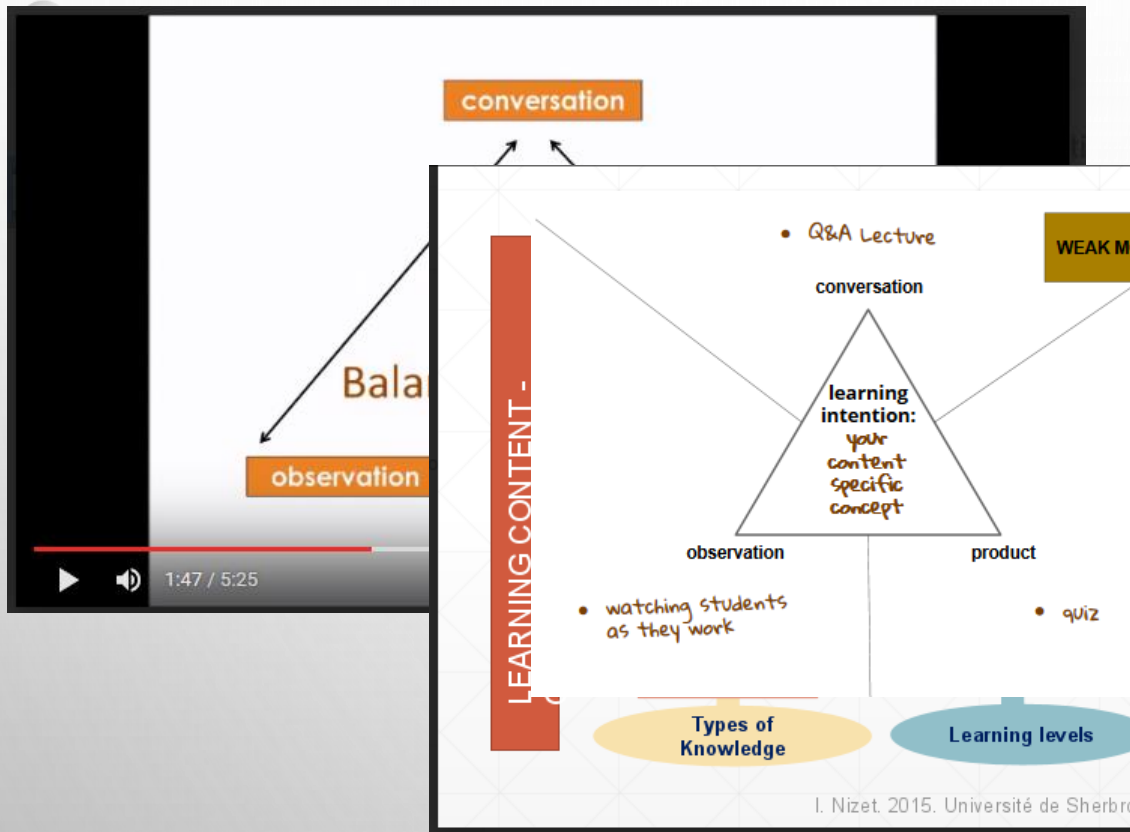 conversation
Balan
observation
1:47 / 5:25
LEARNING CONTENT -
• Q&A Lecture
WEAK M
conversation
learning
intention:
your
content
specific
concept
observation
product
• watching students
as they work
• quiz
Types of
Knowledge
Learning levels
I. Nizet. 2015. Université de Sherbro